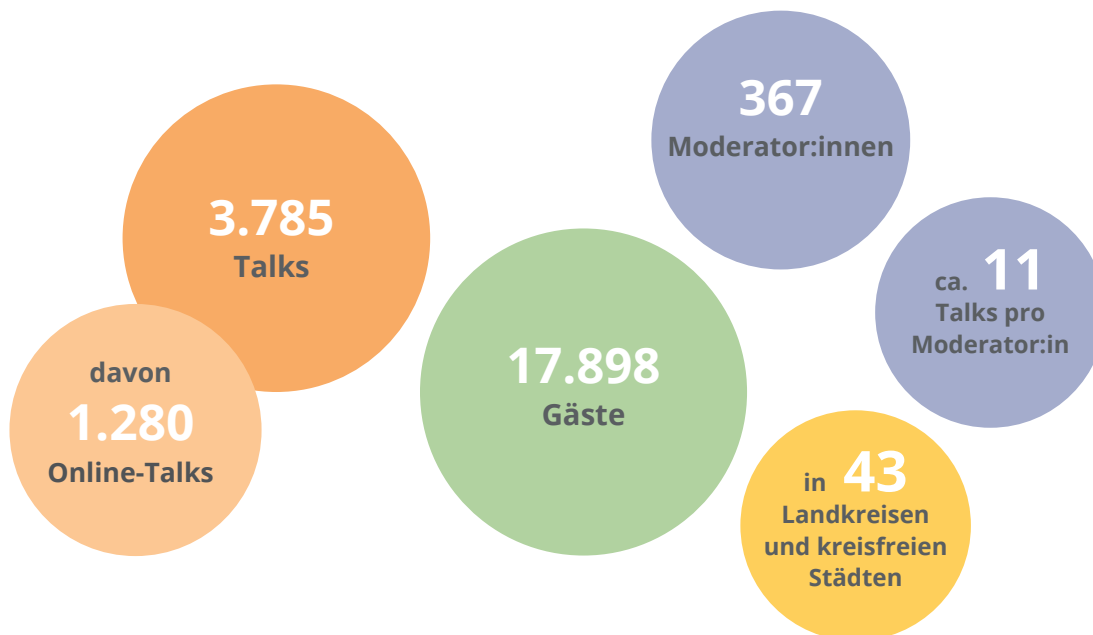 3.785
Talks
davon
1.280
Online-Talks
17.898
Gäste
367
Moderator:innen
ca. 11
Talks pro
Moderator:in
in 43
Landkreisen
und kreisfreien
Städten